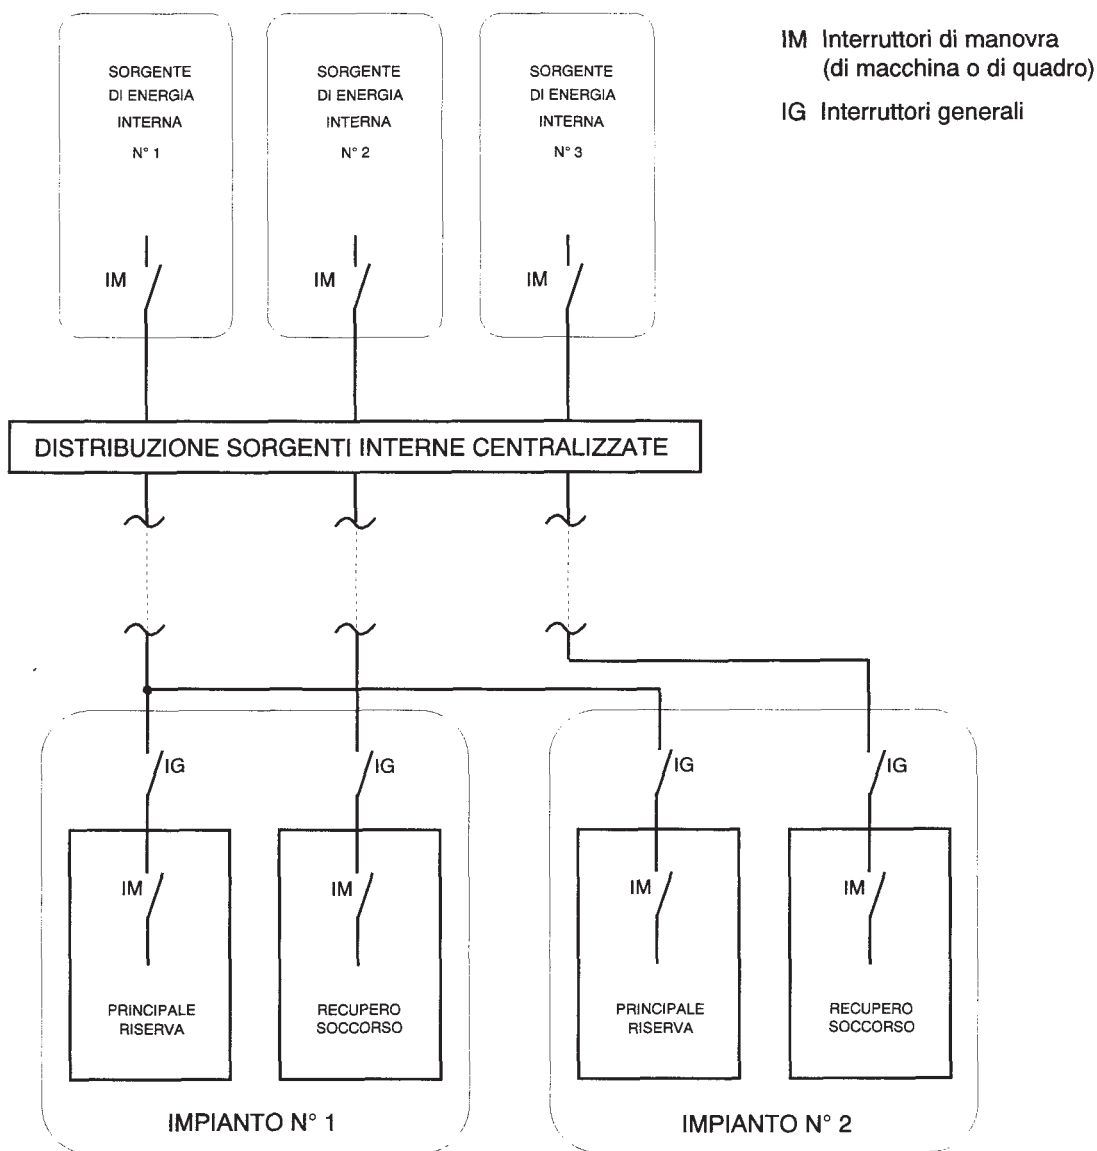 SORGENTE
DI ENERGIA
INTERNA
N° 1
SORGENTE
DI ENERGIA
INTERNA
N° 2
SORGENTE
DI ENERGIA
INTERNA
N° 3
IM Interruttori di manovra
(di macchina o di quadro)
IG Interruttori generali
IM
IM
IM
DISTRIBUZIONE SORGENTI INTERNE CENTRALIZZATE
IG
IG
IG
IG
IM
IM
IM
IM
PRINCIPALE
RISERVA
RECUPERO
SOCCORSO
PRINCIPALE
RISERVA
RECUPERO
SOCCORSO
IMPIANTO N° 1
IMPIANTO N° 2